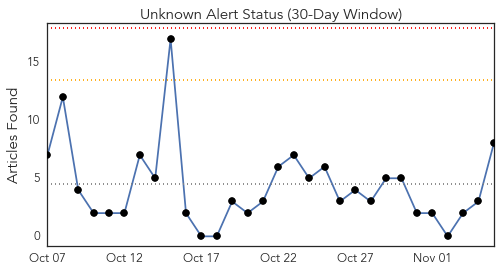 Unknown Alert Status (30-Day Window)
Articles Found
15
10
5
0
Oct 07
Oct 12
Oct 17
Oct 22
Oct 27
Nov 01